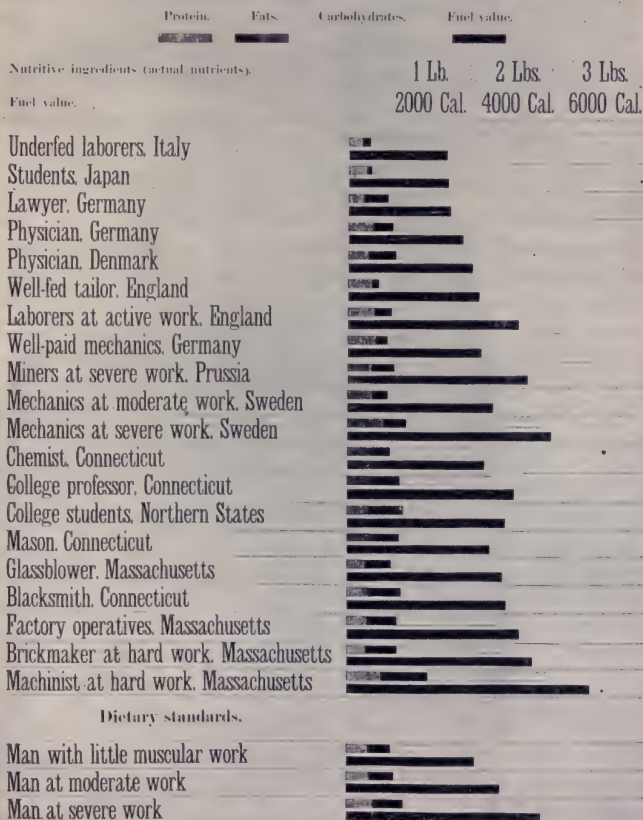 Protein. Fats. Carbohydrates. Fuel value.
Nutritive ingredients (actual nutrients). 1 Lb. 2 Lbs. 3 Lbs.
Fuel value. 2000 Cal. 4000 Cal. 6000 Cal.
Underfed laborers, Italy
Students, Japan
Lawyer, Germany
Physician, Germany
Physician, Denmark
Well-fed tailor, England
Laborers at active work, England
Well-paid mechanics, Germany
Miners at severe work, Prussia
Mechanics at moderate work, Sweden
Mechanics at severe work, Sweden
Chemist, Connecticut
College professor, Connecticut
College students, Northern States
Mason, Connecticut
Glassblower, Massachusetts
Blacksmith, Connecticut
Factory operatives, Massachusetts
Brickmaker at hard work, Massachusetts
Machinist at hard work, Massachusetts
Dietary standards.
Man with little muscular work
Man at moderate work
Man at severe work